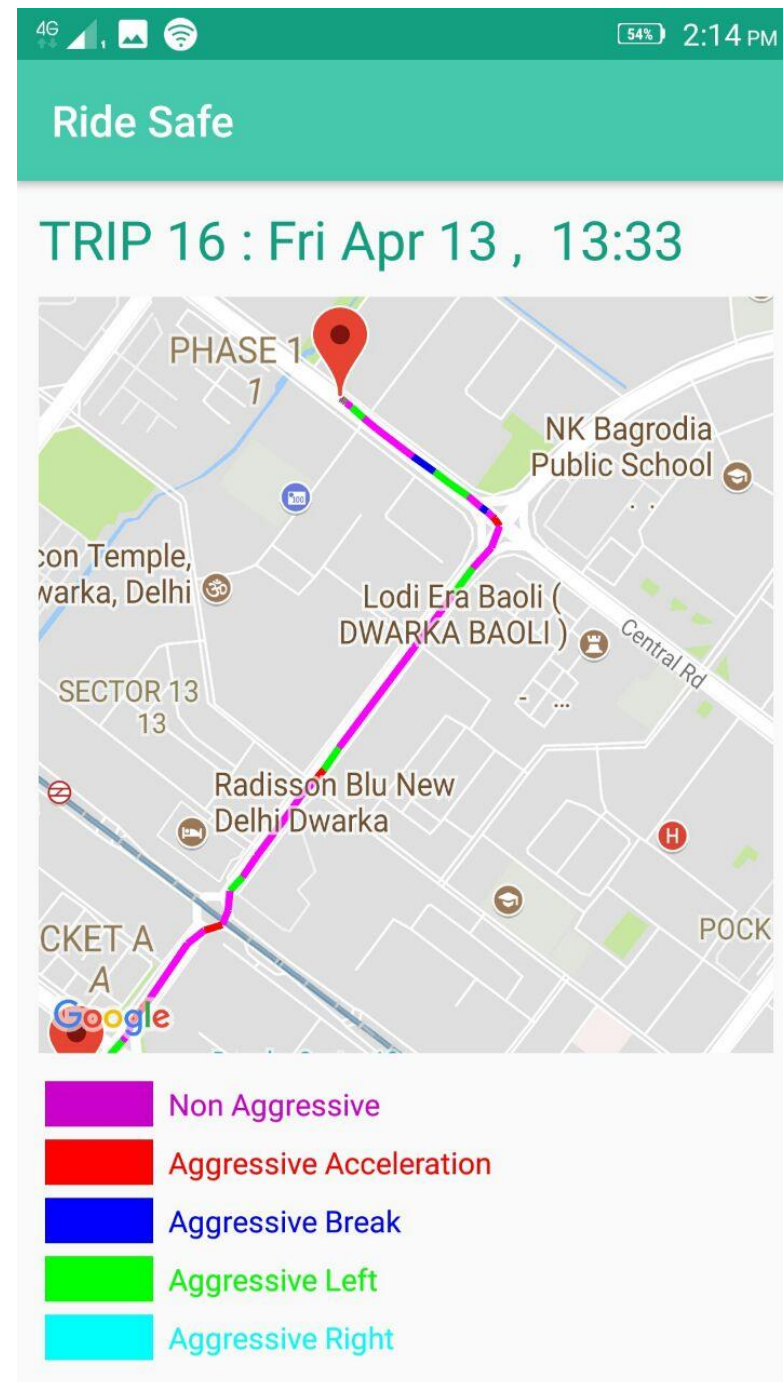 4G 1 54% 2:14 PM
Ride Safe
TRIP 16 : Fri Apr 13 , 13:33
PHASE 1
1
NK Bagrodia
Public School
con Temple,
warka, Delhi
Lodi Era Baoli (
DWARKA BAOLI )
Central Rd
SECTOR 13
13
- ...
Radisson Blu New
Delhi Dwarka
H
CKET A
A
POCK
Google
Non Aggressive
Aggressive Acceleration
Aggressive Break
Aggressive Left
Aggressive Right